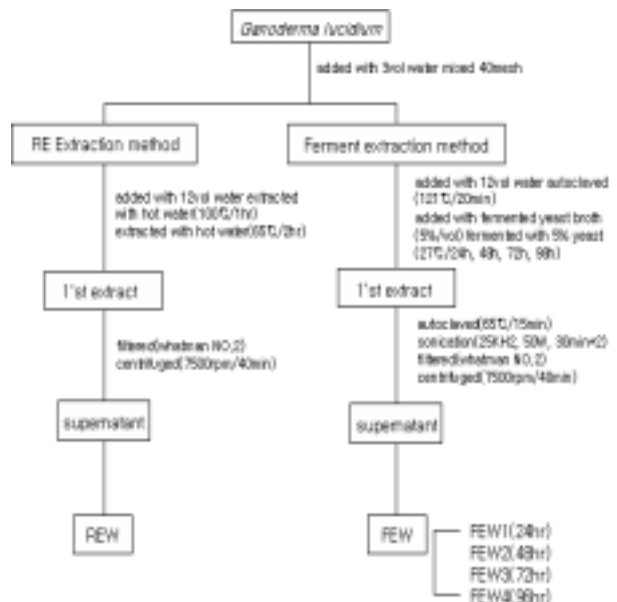 Ganoderma lucidium
added with 3vol water mixed 40mesh
RE Extraction method
Ferment extraction method
added with 12vol water extracted
with hot water(100℃/1hr)
extracted with hot water(65℃/2hr)
added with 12vol water autoclaved
(121℃/20min)
added with fermented yeast broth
(5%/vol) fermented with 5% yeast
(27℃/24h, 48h, 72h, 98h)
1'st extract
1'st extract
filtered(whatman NO,2)
centrifuged(7500rpm/40min)
autoclaved(65℃/15min)
sonication(25KHZ, 50W, 30min×2)
filtered(whatman NO,2)
centrifuged(7500rpm/40min)
supernatant
supernatant
REW
FEW
FEW1(24hr)
FEW2(48hr)
FEW3(72hr)
FEW4(96hr)